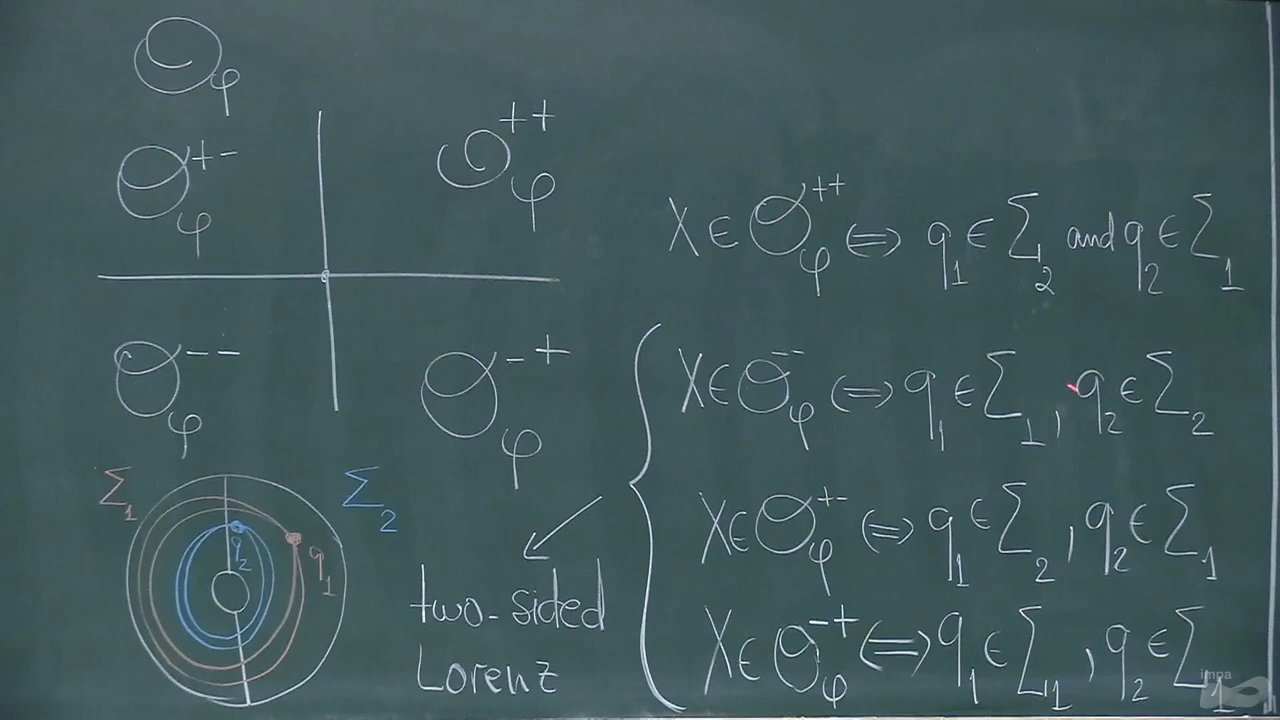 𝒪_φ
𝒪_φ^{+-}
𝒪_φ^{++}
𝒪_φ^{--}
𝒪_φ^{-+}
Σ_1
Σ_2
q_2
q_1
two-sided
Lorenz
X ∈ 𝒪_φ^{++} ⟺ q_1 ∈ Σ_2 and q_2 ∈ Σ_1
X ∈ 𝒪_φ^{--} ⟺ q_1 ∈ Σ_1, q_2 ∈ Σ_2
X ∈ 𝒪_φ^{+-} ⟺ q_1 ∈ Σ_2, q_2 ∈ Σ_1
X ∈ 𝒪_φ^{-+} ⟺ q_1 ∈ Σ_1, q_2 ∈ Σ_1
impa